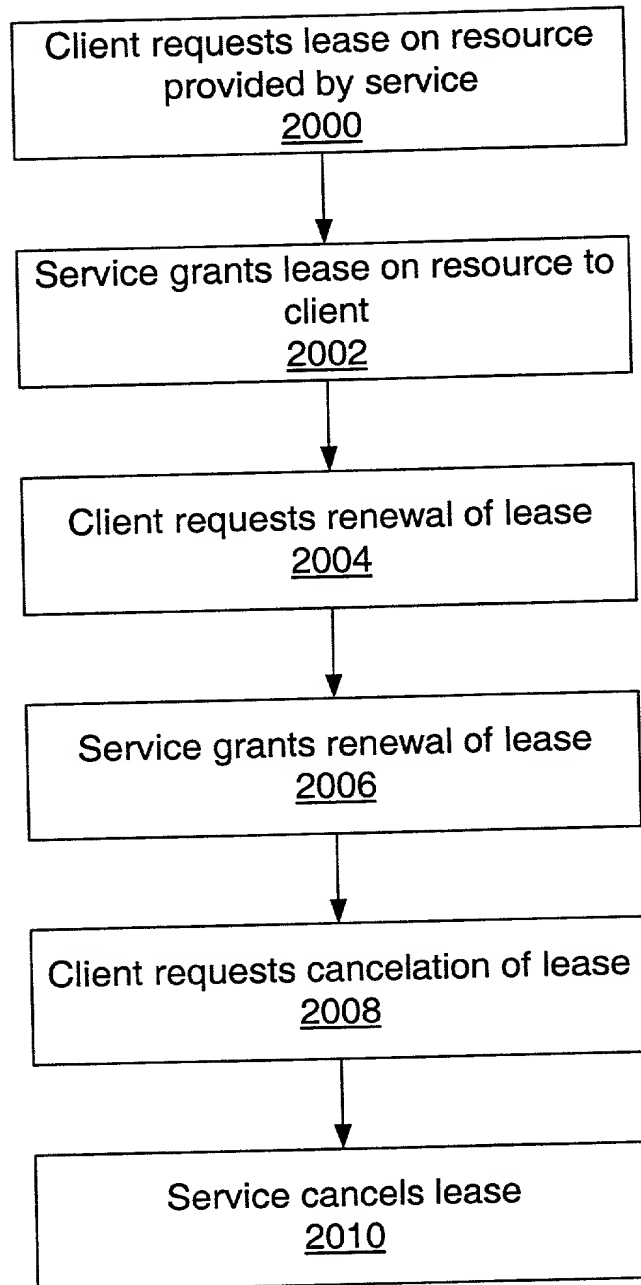 Client requests lease on resource
provided by service
2000
Service grants lease on resource to
client
2002
Client requests renewal of lease
2004
Service grants renewal of lease
2006
Client requests cancelation of lease
2008
Service cancels lease
2010